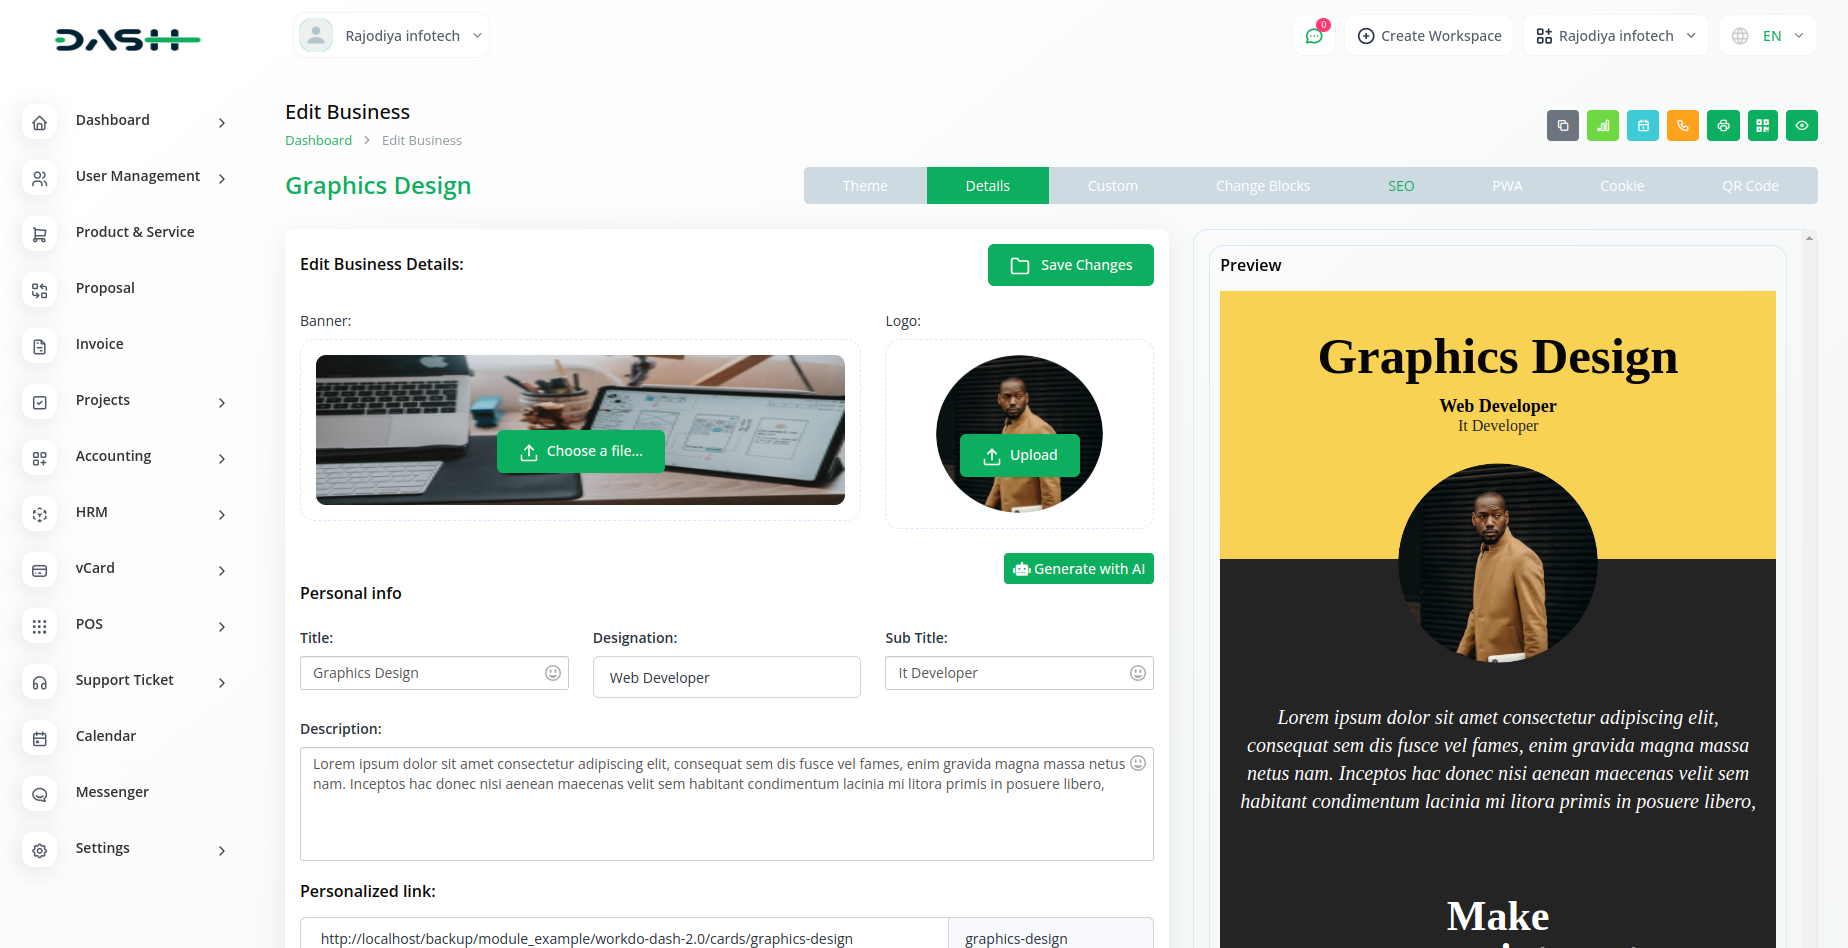 DASH
Rajodiya infotech
0
Create Workspace
Rajodiya infotech
EN
Dashboard
User Management
Product & Service
Proposal
Invoice
Projects
Accounting
HRM
vCard
POS
Support Ticket
Calendar
Messenger
Settings
Edit Business
Dashboard > Edit Business
Graphics Design
Theme
Details
Custom
Change Blocks
SEO
PWA
Cookie
QR Code
Edit Business Details:
Save Changes
Banner:
Choose a file...
Logo:
Upload
Generate with AI
Personal info
Title:
Graphics Design
Designation:
Web Developer
Sub Title:
It Developer
Description:
Lorem ipsum dolor sit amet consectetur adipiscing elit, consequat sem dis fusce vel fames, enim gravida magna massa netus
nam. Inceptos hac donec nisi aenean maecenas velit sem habitant condimentum lacinia mi litora primis in posuere libero,
Personalized link:
http://localhost/backup/module_example/workdo-dash-2.0/cards/graphics-design
graphics-design
Preview
Graphics Design
Web Developer
It Developer
Lorem ipsum dolor sit amet consectetur adipiscing elit,
consequat sem dis fusce vel fames, enim gravida magna massa
netus nam. Inceptos hac donec nisi aenean maecenas velit sem
habitant condimentum lacinia mi litora primis in posuere libero,
Make